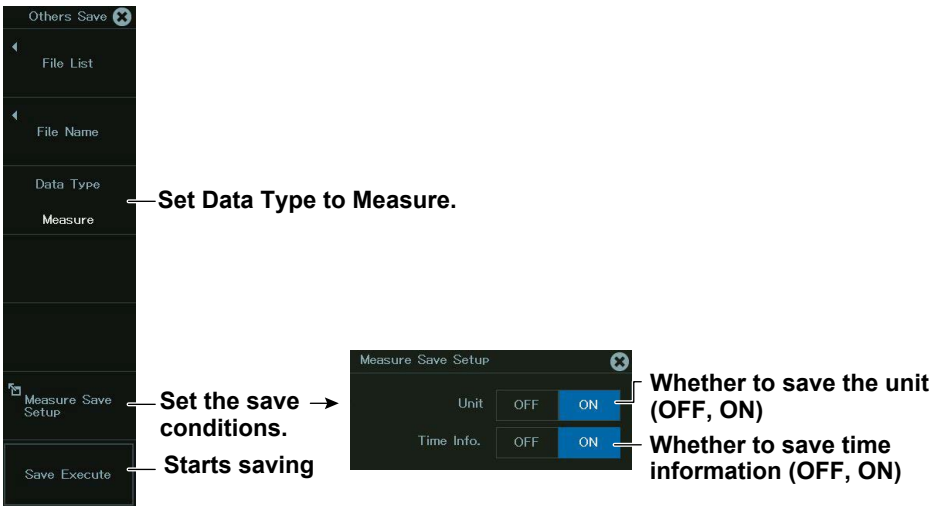 Others Save
File List
File Name
Data Type
Measure
Set Data Type to Measure.
Measure Save
Setup
Set the save
conditions.
Save Execute
Starts saving
Measure Save Setup
Unit OFF ON
Time Info. OFF ON
Whether to save the unit
(OFF, ON)
Whether to save time
information (OFF, ON)